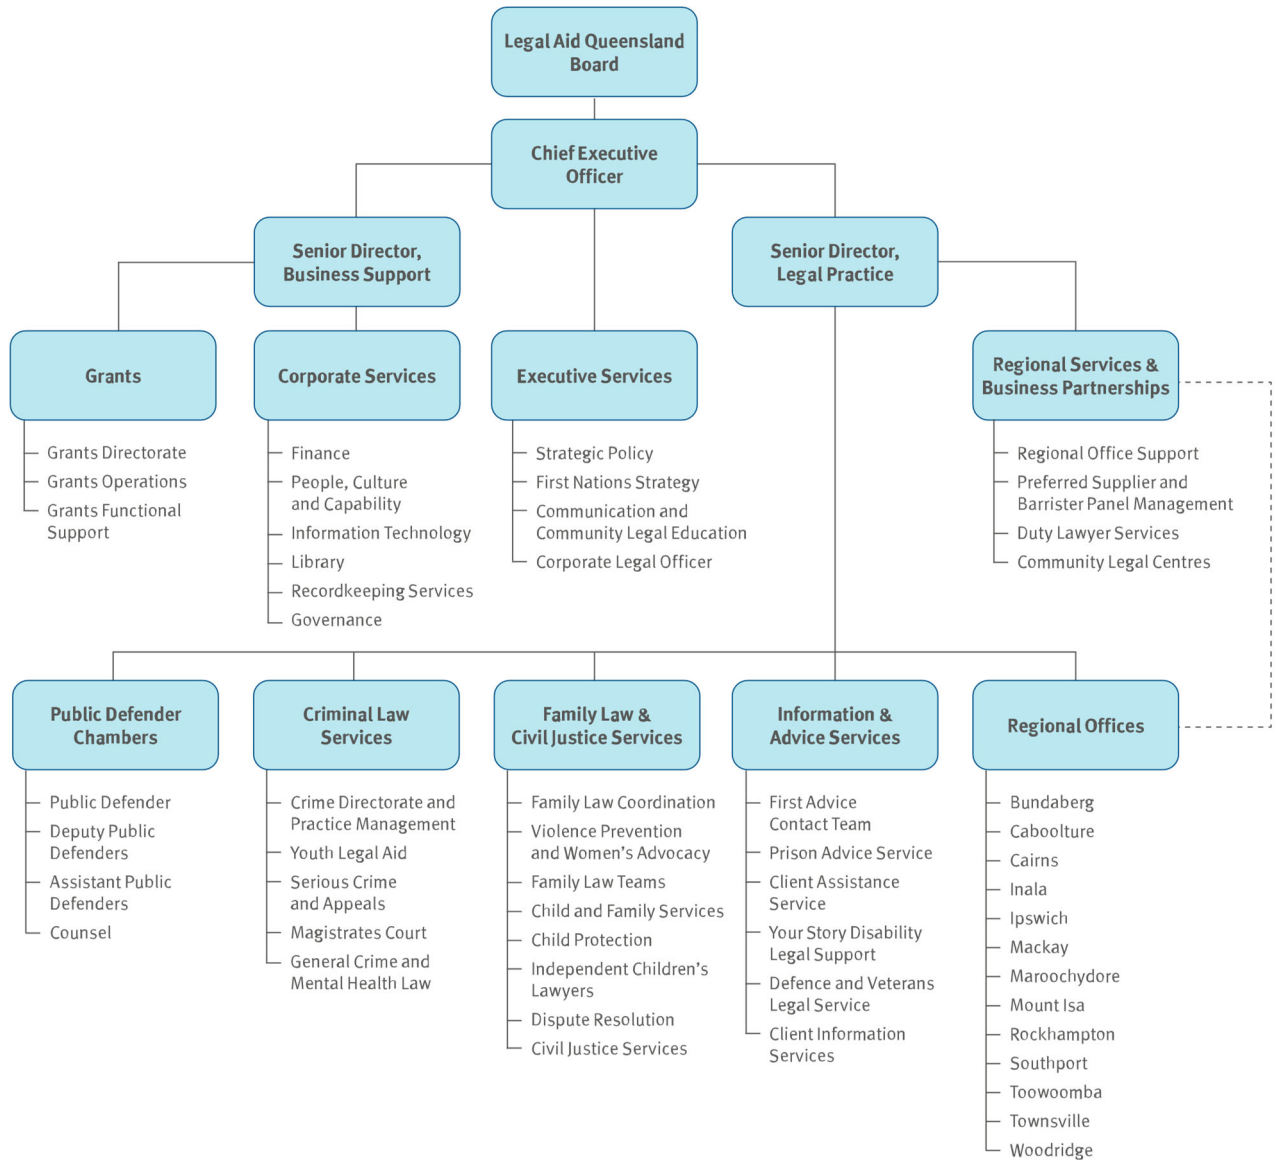 Legal Aid Queensland
Board
Chief Executive
Officer
Senior Director,
Business Support
Senior Director,
Legal Practice
Grants
Grants Directorate
Grants Operations
Grants Functional
Support
Corporate Services
Finance
People, Culture
and Capability
Information Technology
Library
Recordkeeping Services
Governance
Executive Services
Strategic Policy
First Nations Strategy
Communication and
Community Legal Education
Corporate Legal Officer
Regional Services &
Business Partnerships
Regional Office Support
Preferred Supplier and
Barrister Panel Management
Duty Lawyer Services
Community Legal Centres
Public Defender
Chambers
Public Defender
Deputy Public
Defenders
Assistant Public
Defenders
Counsel
Criminal Law
Services
Crime Directorate and
Practice Management
Youth Legal Aid
Serious Crime
and Appeals
Magistrates Court
General Crime and
Mental Health Law
Family Law &
Civil Justice Services
Family Law Coordination
Violence Prevention
and Women’s Advocacy
Family Law Teams
Child and Family Services
Child Protection
Independent Children’s
Lawyers
Dispute Resolution
Civil Justice Services
Information &
Advice Services
First Advice
Contact Team
Prison Advice Service
Client Assistance
Service
Your Story Disability
Legal Support
Defence and Veterans
Legal Service
Client Information
Services
Regional Offices
Bundaberg
Caboolture
Cairns
Inala
Ipswich
Mackay
Maroochydore
Mount Isa
Rockhampton
Southport
Toowoomba
Townsville
Woodridge